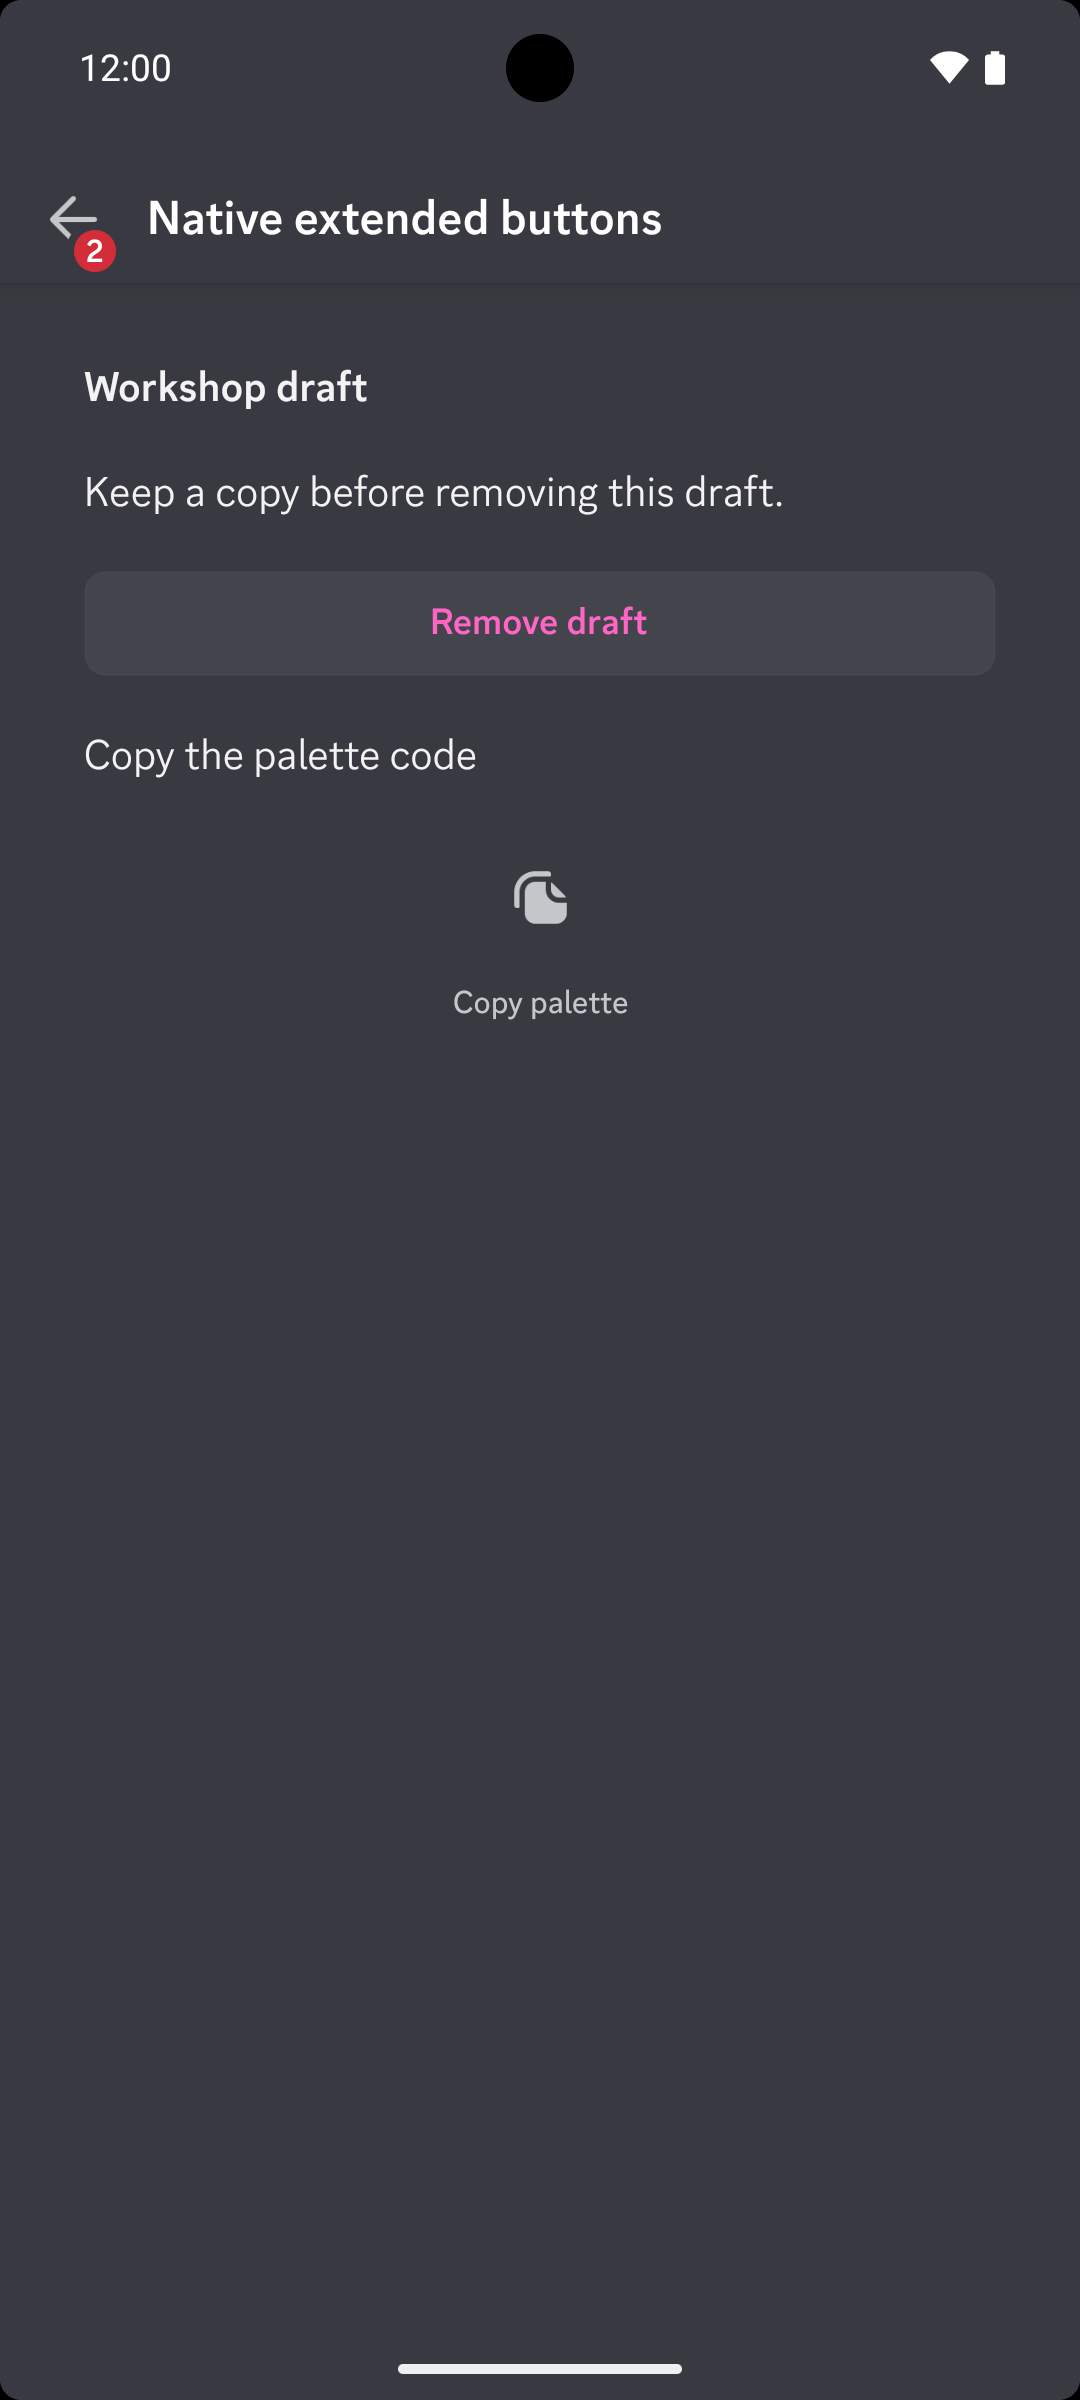 12:00
Native extended buttons
2
Workshop draft
Keep a copy before removing this draft.
Remove draft
Copy the palette code
Copy palette